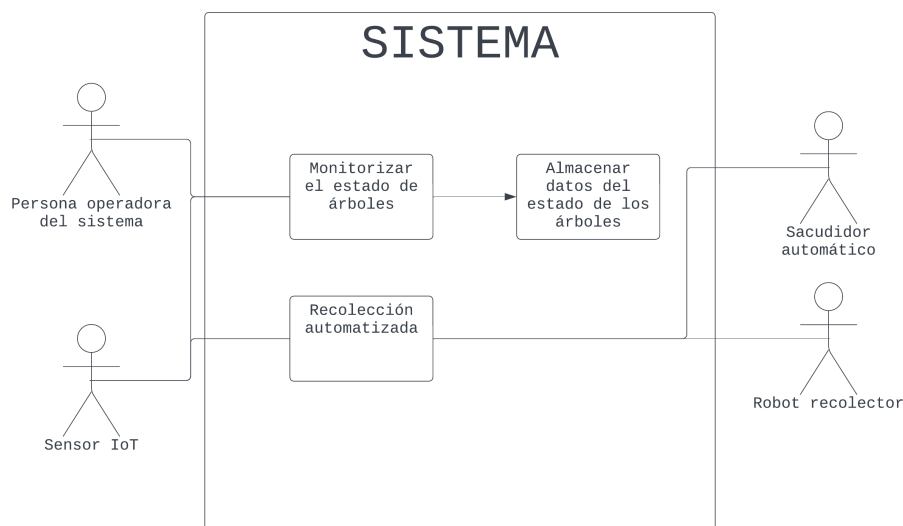 SISTEMA
Persona operadora
del sistema
Monitorizar
el estado de
árboles
Almacenar
datos del
estado de los
árboles
Sacudidor
automático
Recolección
automatizada
Sensor IoT
Robot recolector